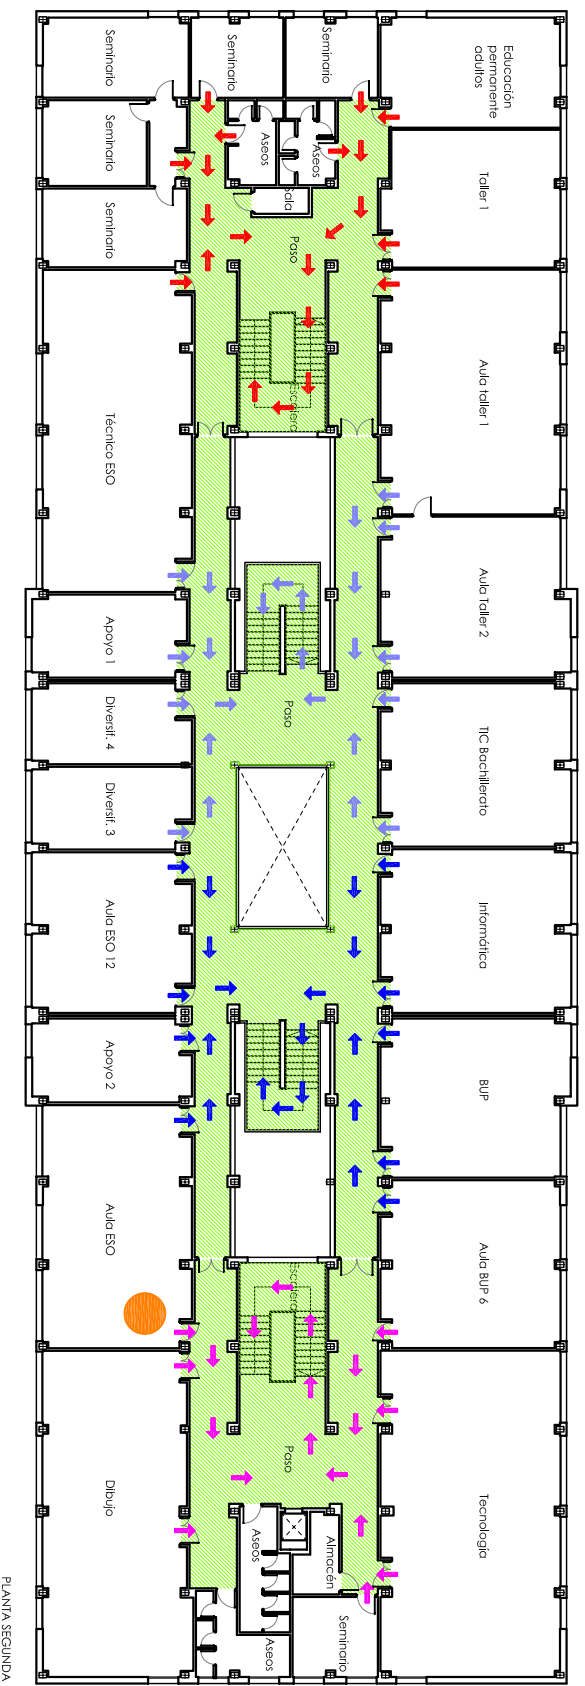 Seminario
Seminario
Seminario
Educación
permanente
adultos
Seminario
Aseos
Aseos
Taller 1
Seminario
Sala
Paso
Técnico ESO
Escalera
Aula taller 1
Apoyo 1
Aula Taller 2
Diversif. 4
Paso
TIC Bachillerato
Diversif. 3
Aula ESO 12
Informática
Apoyo 2
BUP
Aula ESO
Escalera
Aula BUP 6
Dibujo
Paso
Tecnología
Aseos
Almacén
Aseos
Seminario
PLANTA SEGUNDA